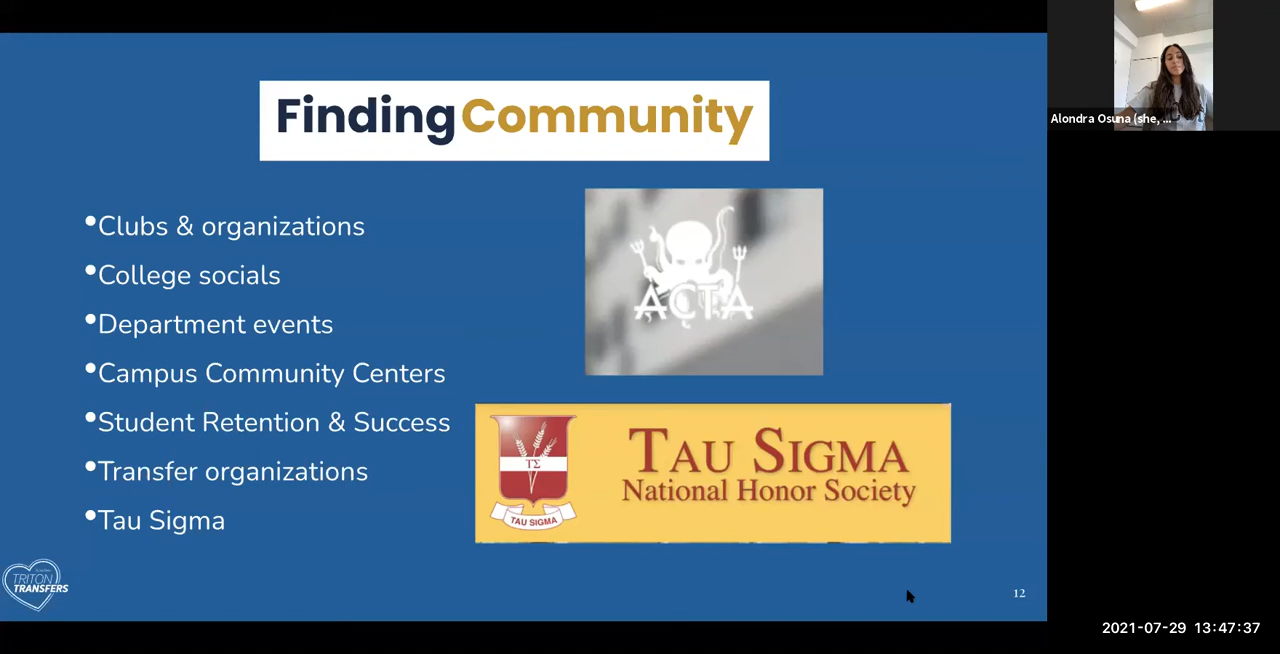 Finding Community
•Clubs & organizations
•College socials
•Department events
•Campus Community Centers
•Student Retention & Success
•Transfer organizations
•Tau Sigma
ACTA
ΤΣ
TAU SIGMA
TAU SIGMA
National Honor Society
TRITON
TRANSFERS
12
Alondra Osuna (she, ...
2021-07-29 13:47:37